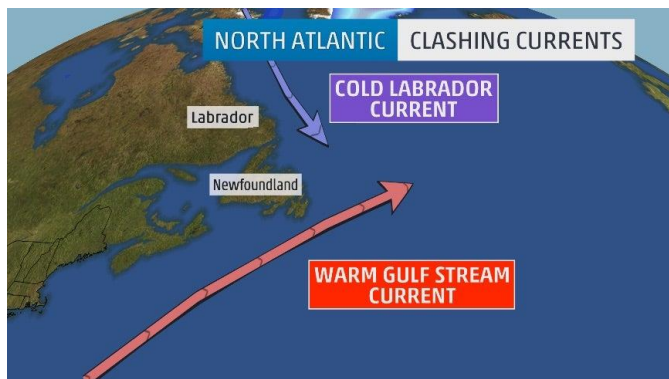 NORTH ATLANTIC CLASHING CURRENTS
COLD LABRADOR
CURRENT
Labrador
Newfoundland
WARM GULF STREAM
CURRENT